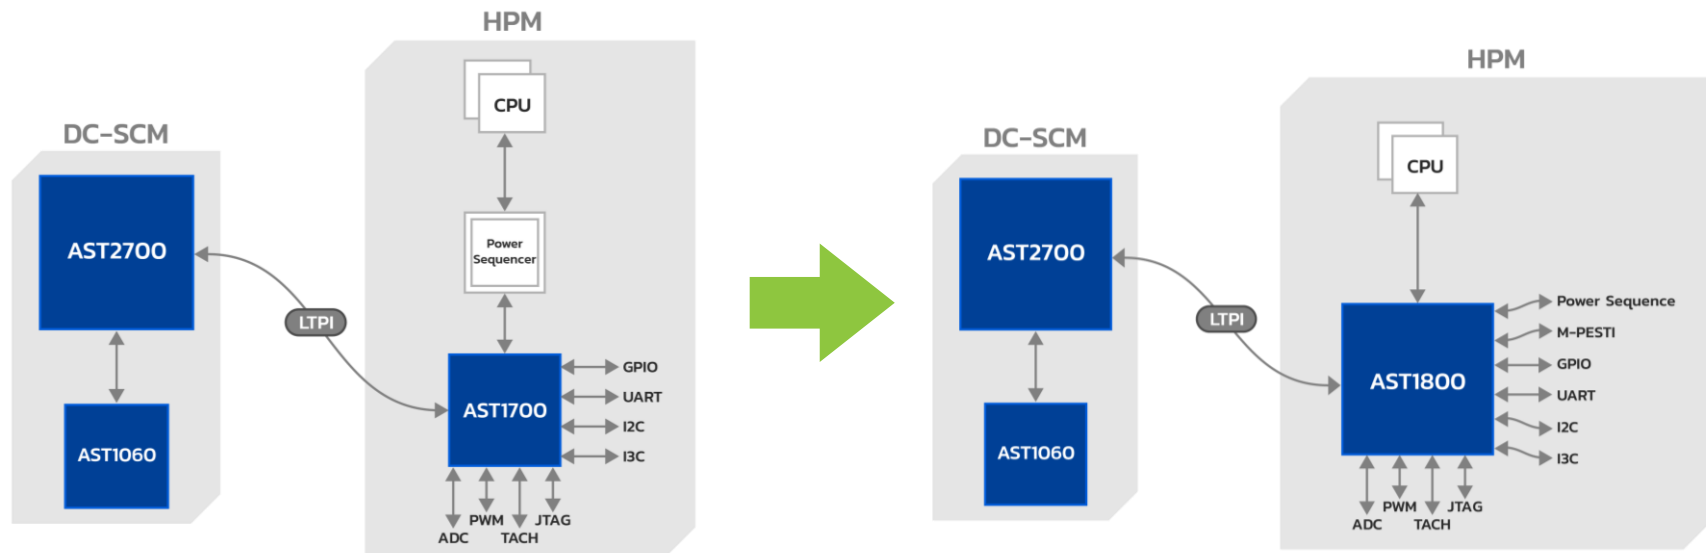 HPM
CPU
DC-SCM
AST2700
Power
Sequencer
LTPI
AST1700
GPIO
UART
I2C
I3C
AST1060
ADC
PWM
TACH
JTAG
HPM
CPU
DC-SCM
AST2700
LTPI
AST1800
Power Sequence
M-PESTI
GPIO
UART
I2C
I3C
AST1060
ADC
PWM
TACH
JTAG